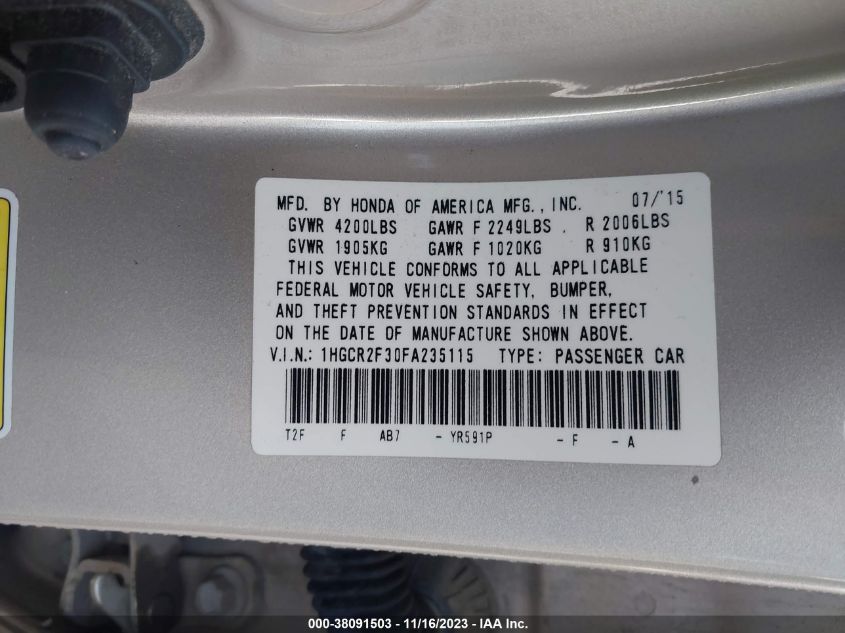 MFD. BY HONDA OF AMERICA MFG., INC. 07/'15
GVWR 4200LBS GAWR F 2249LBS . R 2006LBS
GVWR 1905KG GAWR F 1020KG R 910KG
THIS VEHICLE CONFORMS TO ALL APPLICABLE
FEDERAL MOTOR VEHICLE SAFETY, BUMPER,
AND THEFT PREVENTION STANDARDS IN EFFECT
ON THE DATE OF MANUFACTURE SHOWN ABOVE.
V.I.N.: 1HGCR2F30FA235115 TYPE: PASSENGER CAR
T2F F AB7 - YR591P - F - A
000-38091503 - 11/16/2023 - IAA Inc.